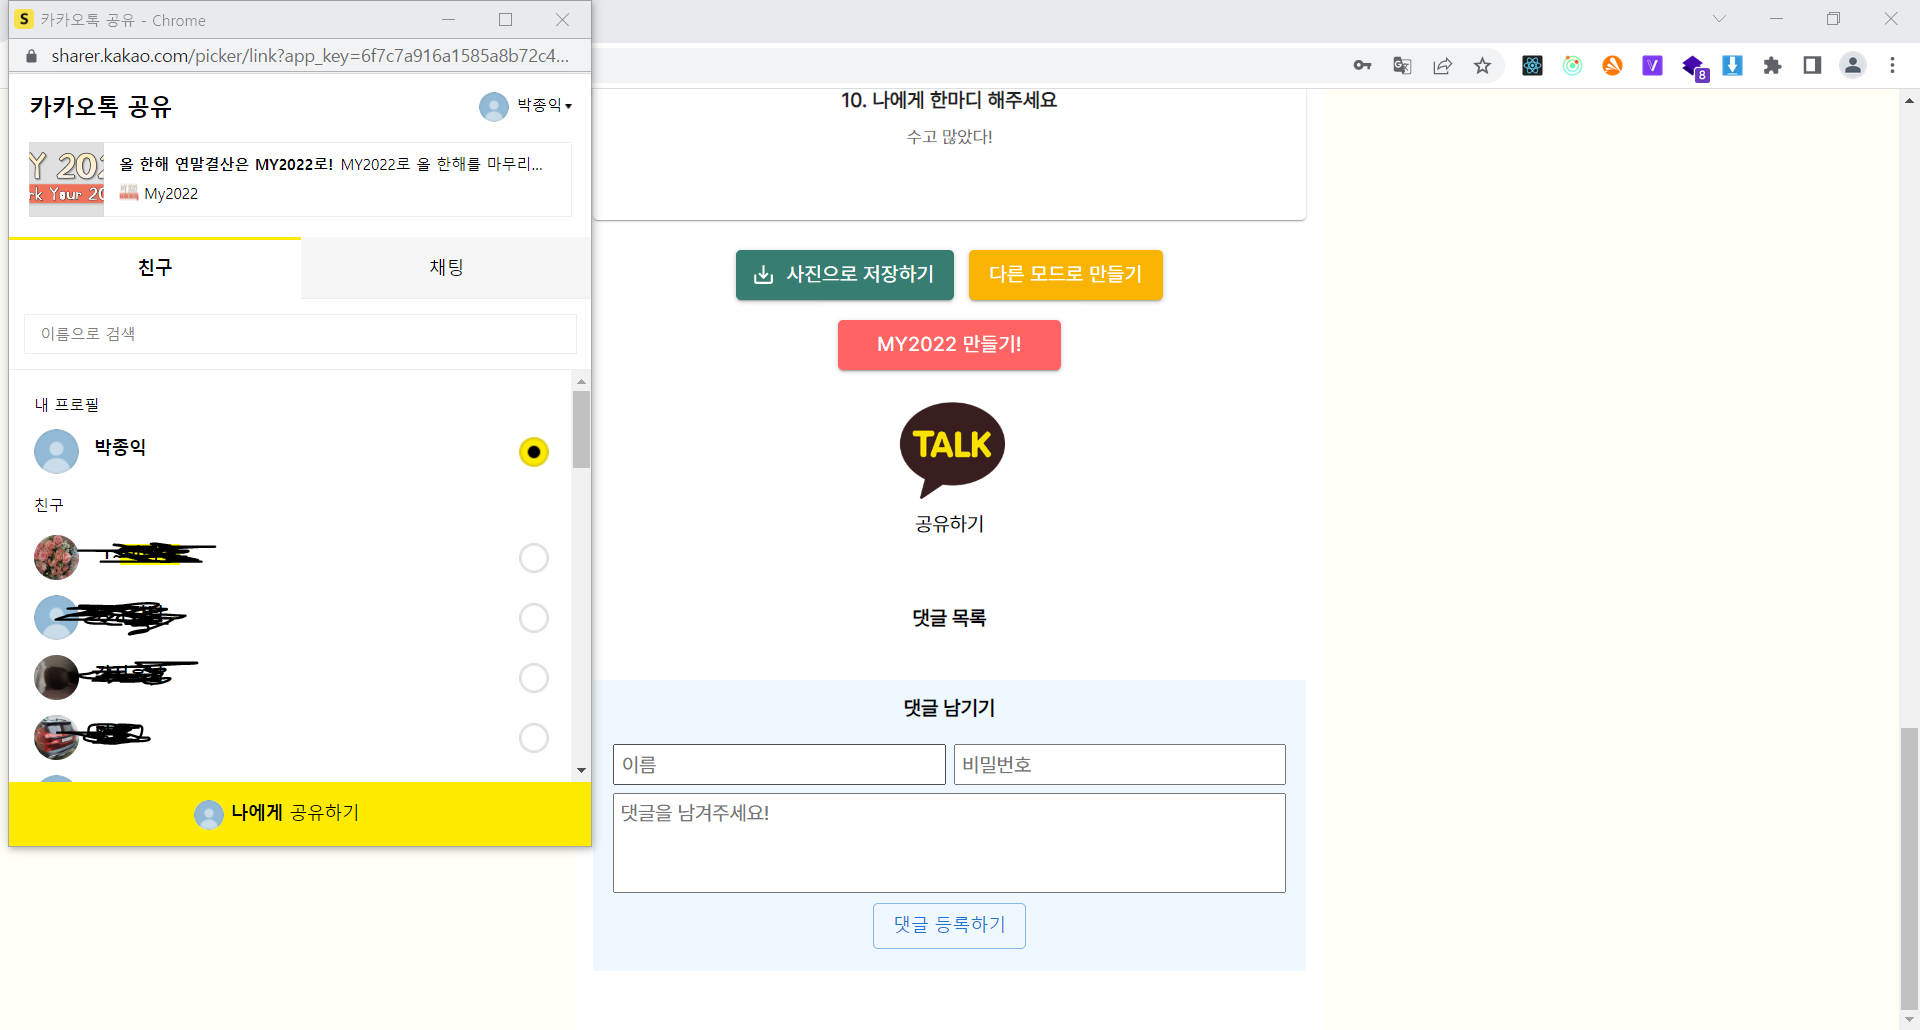 카카오톡 공유 - Chrome
sharer.kakao.com/picker/link?app_key=6f7c7a916a1585a8b72c4...
카카오톡 공유
박종익
올 한해 연말결산은 MY2022로! MY2022로 올 한해를 마무리...
My2022
친구
채팅
이름으로 검색
내 프로필
박종익
친구
나에게 공유하기
8
10. 나에게 한마디 해주세요
수고 많았다!
사진으로 저장하기
다른 모드로 만들기
MY2022 만들기!
TALK
공유하기
댓글 목록
댓글 남기기
이름
비밀번호
댓글을 남겨주세요!
댓글 등록하기